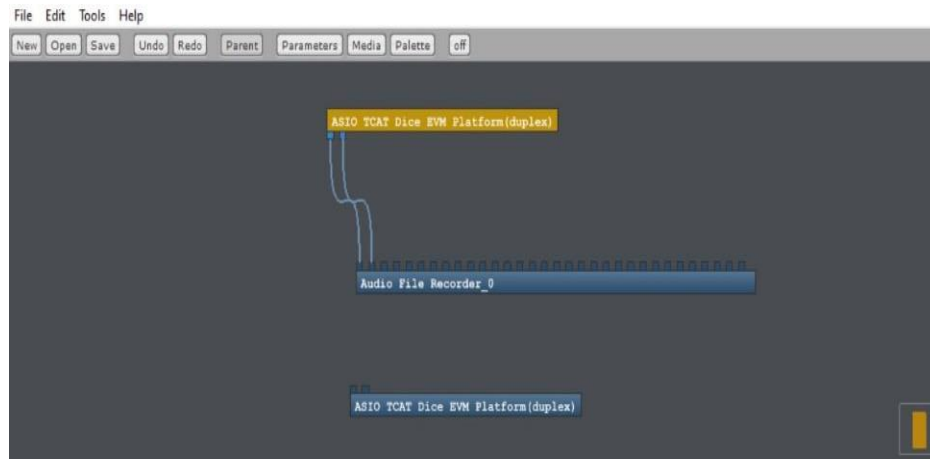 File Edit Tools Help
New Open Save Undo Redo Parent Parameters Media Palette off
ASIO TCAT Dice EVM Platform(duplex)
Audio File Recorder_0
ASIO TCAT Dice EVM Platform(duplex)